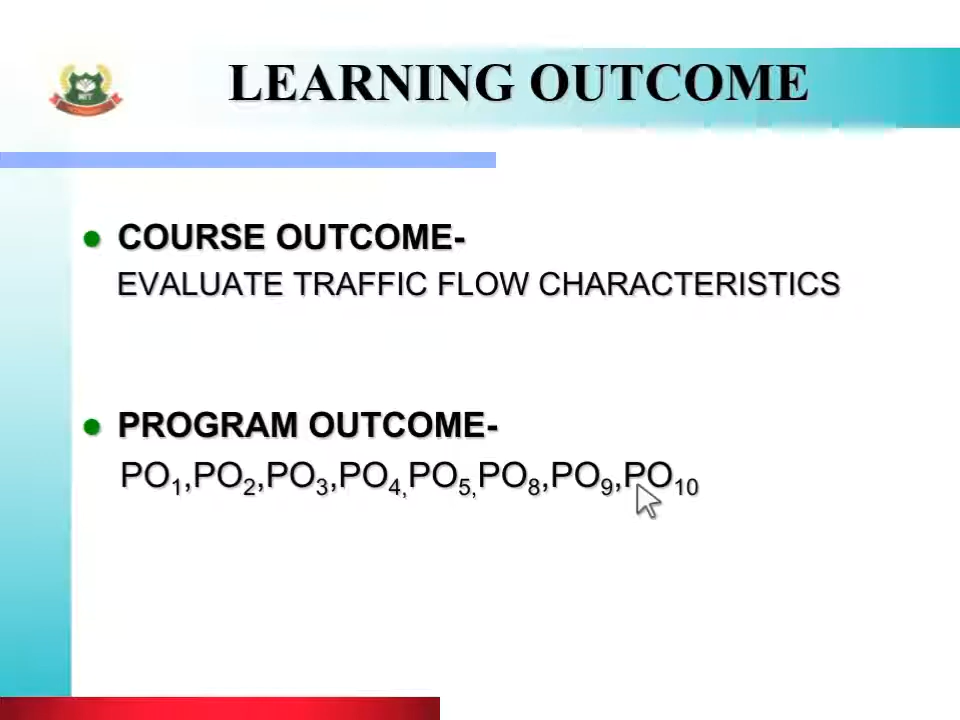 LEARNING OUTCOME
COURSE OUTCOME-
EVALUATE TRAFFIC FLOW CHARACTERISTICS
PROGRAM OUTCOME-
PO1,PO2,PO3,PO4,PO5,PO8,PO9,PO10